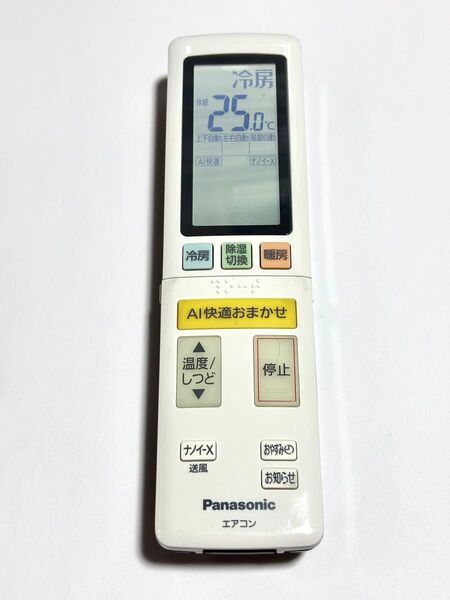 冷房
体感 25.0℃
上下自動 左右自動 風量自動
AI快適 ナノイーX
冷房 除湿切換 暖房
AI快適おまかせ
▲
温度/
しつど
▼
停止
ナノイーX おやすみ
送風
お知らせ
Panasonic
エアコン